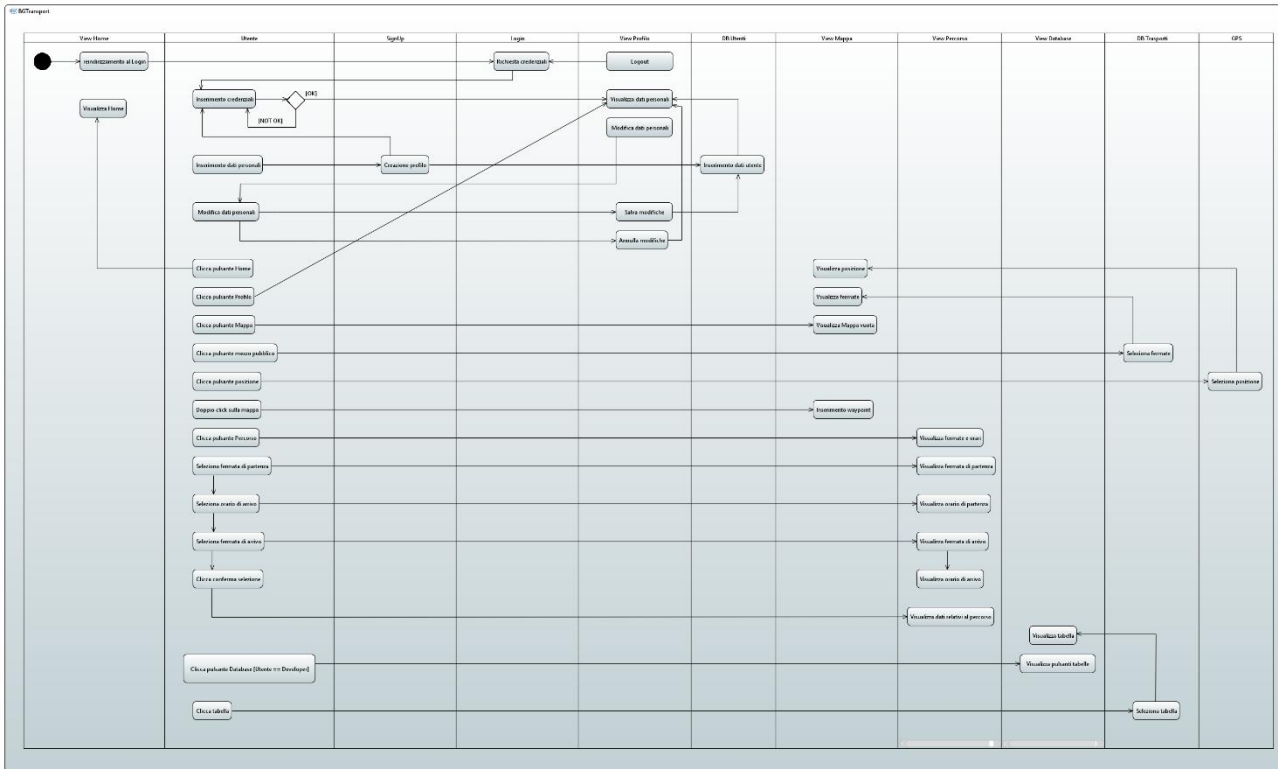 BGTransport
View Home
Utente
SignUp
Login
View Profilo
DB Utenti
View Mappa
View Percorso
View Database
DB Trasporti
GPS
reindirizzamento al Login
Richiesta credenziali
Logout
Inserimento credenziali
[OK]
[NOT OK]
Visualizza dati personali
Visualizza Home
Modifica dati personali
Inserimento dati personali
Creazione profilo
Inserimento dati utente
Modifica dati personali
Salva modifiche
Annulla modifiche
Clicca pulsante Home
Visualizza posizione
Clicca pulsante Profilo
Visualizza fermate
Clicca pulsante Mappa
Visualizza Mappa vuota
Clicca pulsante mezzo pubblico
Seleziona fermate
Clicca pulsante posizione
Seleziona posizione
Doppio click sulla mappa
Inserimento waypoint
Clicca pulsante Percorso
Visualizza fermate e orari
Seleziona fermata di partenza
Visualizza fermata di partenza
Seleziona orario di arrivo
Visualizza orario di partenza
Seleziona fermata di arrivo
Visualizza fermata di arrivo
Clicca conferma selezione
Visualizza orario di arrivo
Visualizza dati relativi al percorso
Visualizza tabella
Clicca pulsante Database [Utente == Developer]
Visualizza pulsanti tabelle
Clicca tabella
Seleziona tabella